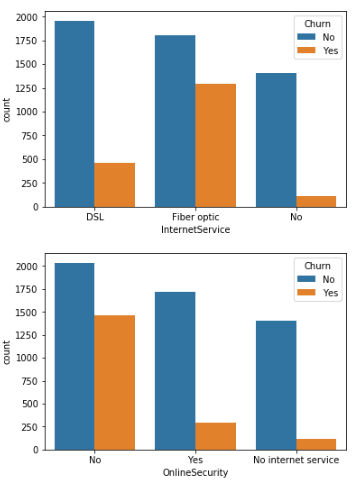 2000
1750
1500
1250
1000
750
500
250
0
count
Churn
No
Yes
DSL Fiber optic No
InternetService
2000
1750
1500
1250
1000
750
500
250
0
count
Churn
No
Yes
No Yes No internet service
OnlineSecurity